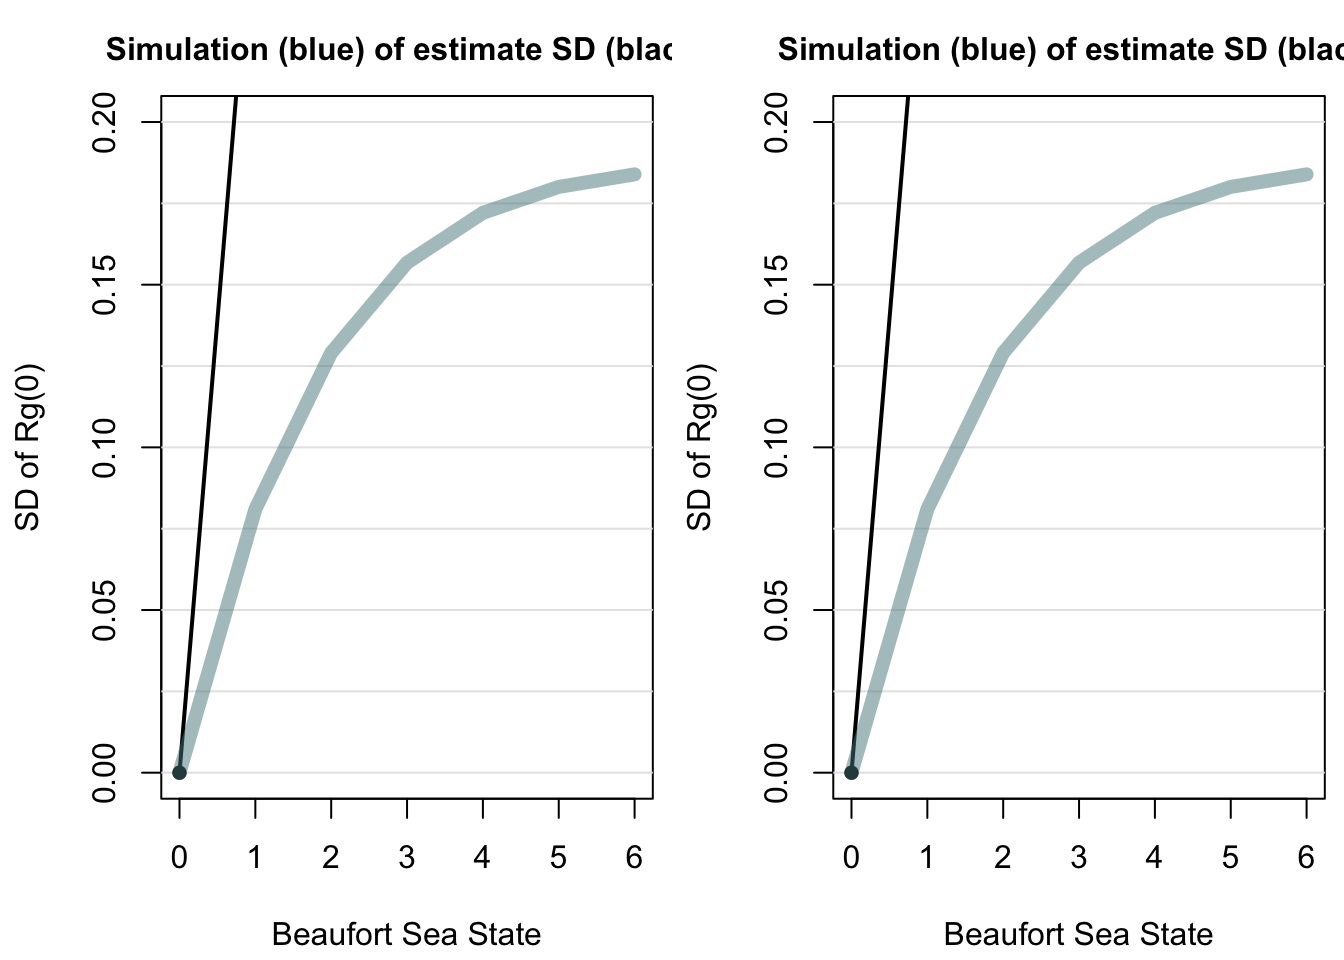 Simulation (blue) of estimate SD (blac
SD of Rg(0)
0.20
0.15
0.10
0.05
0.00
0 1 2 3 4 5 6
Beaufort Sea State
Simulation (blue) of estimate SD (blac
SD of Rg(0)
0.20
0.15
0.10
0.05
0.00
0 1 2 3 4 5 6
Beaufort Sea State